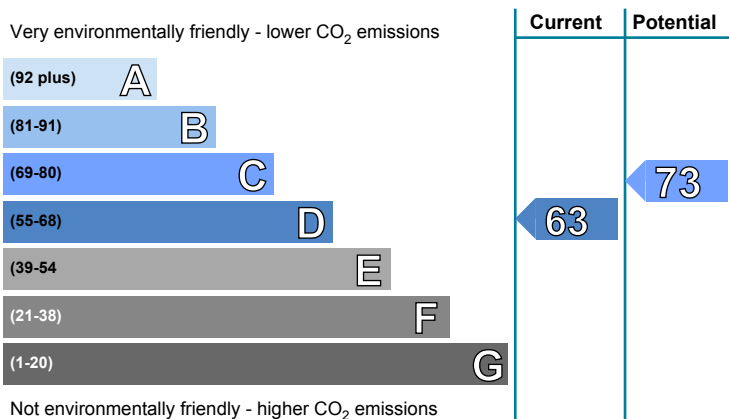 Very environmentally friendly - lower CO2 emissions
Current
Potential
(92 plus) A
(81-91) B
(69-80) C
73
(55-68) D
63
(39-54 E
(21-38) F
(1-20) G
Not environmentally friendly - higher CO2 emissions